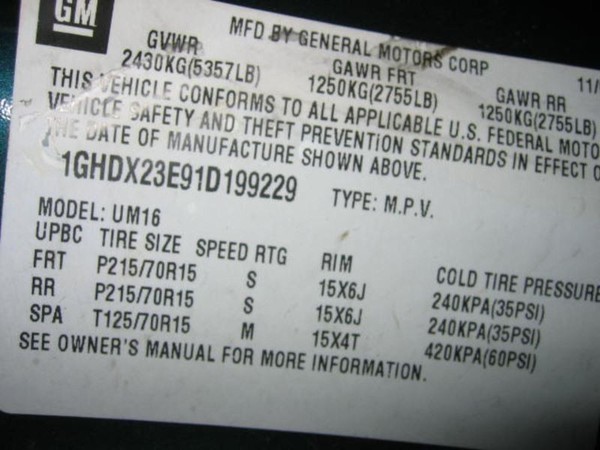 GM
MFD BY GENERAL MOTORS CORP 11/
GVWR GAWR FRT GAWR RR
2430KG(5357LB) 1250KG(2755LB) 1250KG(2755LB)
THIS VEHICLE CONFORMS TO ALL APPLICABLE U.S. FEDERAL MOTO
VEHICLE SAFETY AND THEFT PREVENTION STANDARDS IN EFFECT O
THE DATE OF MANUFACTURE SHOWN ABOVE.
1GHDX23E91D199229 TYPE: M.P.V.
MODEL: UM16
UPBC TIRE SIZE SPEED RTG RIM COLD TIRE PRESSURE
FRT P215/70R15 S 15X6J 240KPA(35PSI)
RR P215/70R15 S 15X6J 240KPA(35PSI)
SPA T125/70R15 M 15X4T 420KPA(60PSI)
SEE OWNER'S MANUAL FOR MORE INFORMATION.